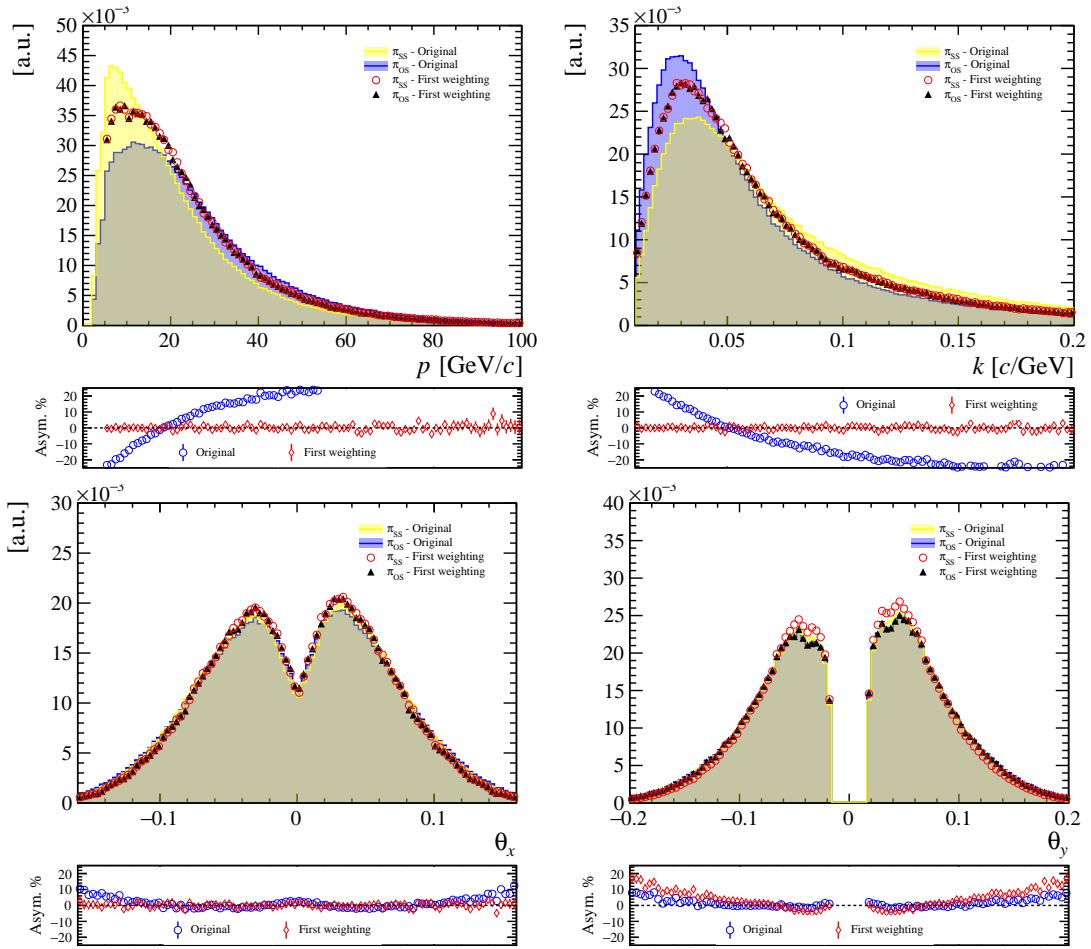 ×10⁻³
[a.u.]
50
45
40
35
30
25
20
15
10
5
0
π_SS - Original
π_OS - Original
π_SS - First weighting
π_OS - First weighting
0 20 40 60 80 100
p [GeV/c]
Asym. %
20
10
0
−10
−20
Original First weighting
×10⁻³
[a.u.]
35
30
25
20
15
10
5
0
π_SS - Original
π_OS - Original
π_SS - First weighting
π_OS - First weighting
0.05 0.1 0.15 0.2
k [c/GeV]
Asym. %
20
10
0
−10
−20
Original First weighting
×10⁻³
[a.u.]
30
25
20
15
10
5
0
π_SS - Original
π_OS - Original
π_SS - First weighting
π_OS - First weighting
−0.1 0 0.1
θ_x
Asym. %
20
10
0
−10
−20
Original First weighting
×10⁻³
40
35
30
25
20
15
10
5
0
π_SS - Original
π_OS - Original
π_SS - First weighting
π_OS - First weighting
−0.2 −0.1 0 0.1 0.2
θ_y
Asym. %
20
10
0
−10
−20
Original First weighting